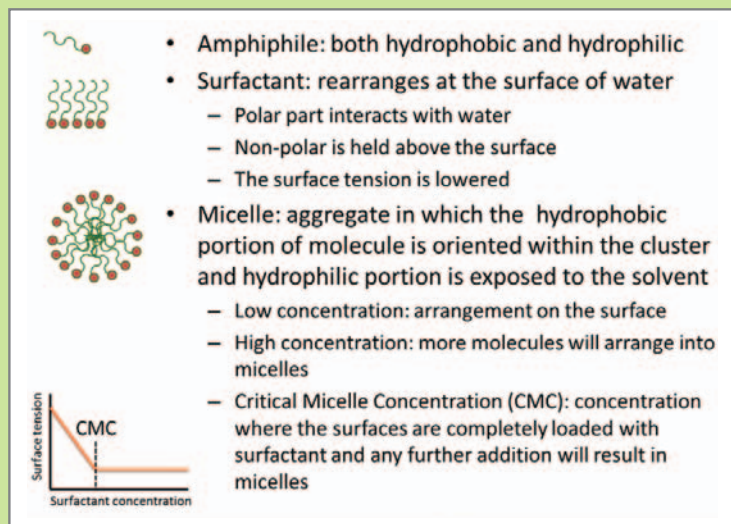 • Amphiphile: both hydrophobic and hydrophilic
• Surfactant: rearranges at the surface of water
– Polar part interacts with water
– Non-polar is held above the surface
– The surface tension is lowered
• Micelle: aggregate in which the hydrophobic
portion of molecule is oriented within the cluster
and hydrophilic portion is exposed to the solvent
– Low concentration: arrangement on the surface
– High concentration: more molecules will arrange into
micelles
– Critical Micelle Concentration (CMC): concentration
where the surfaces are completely loaded with
surfactant and any further addition will result in
micelles
Surface tension
CMC
Surfactant concentration